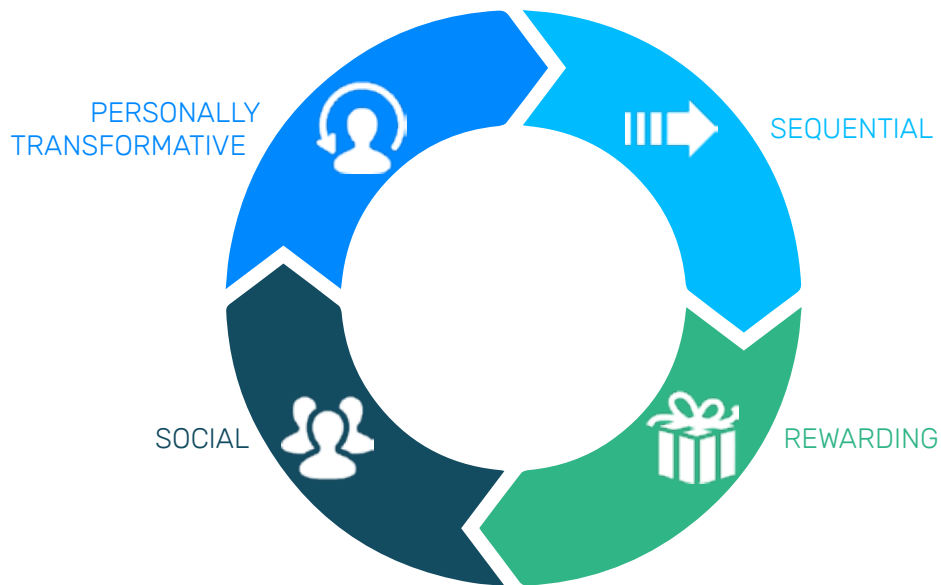 PERSONALLY
TRANSFORMATIVE
SEQUENTIAL
SOCIAL
REWARDING